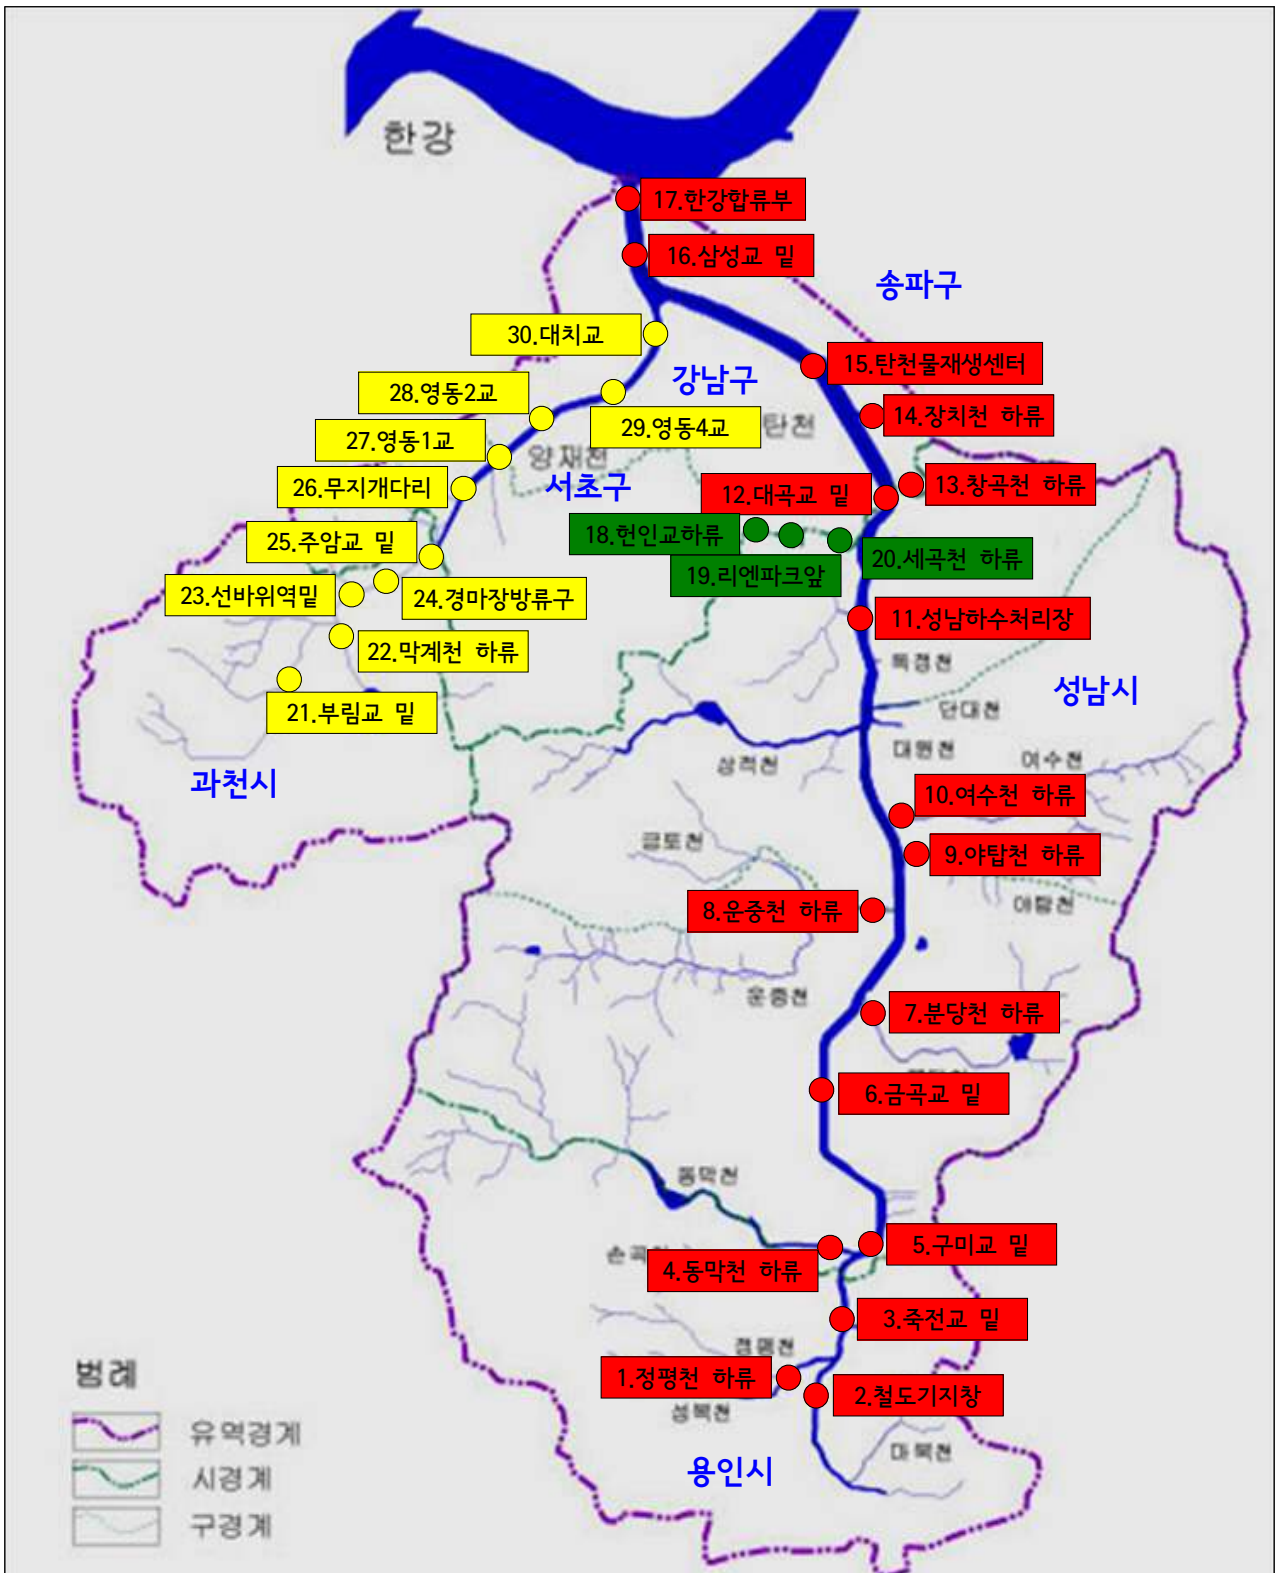 한강
17.한강합류부
16.삼성교 밑
송파구
30.대치교
강남구
15.탄천물재생센터
28.영동2교
14.장치천 하류
29.영동4교
탄천
27.영동1교
양재천
26.무지개다리
서초구
12.대곡교 밑
13.창곡천 하류
18.헌인교하류
25.주암교 밑
20.세곡천 하류
19.리엔파크앞
23.선바위역밑
24.경마장방류구
11.성남하수처리장
22.막계천 하류
독정천
성남시
21.부림교 밑
단대천
대원천
상적천
여수천
과천시
10.여수천 하류
금토천
9.야탑천 하류
8.운중천 하류
야탑천
운중천
7.분당천 하류
6.금곡교 밑
동막천
5.구미교 밑
4.동막천 하류
3.죽전교 밑
정평천
1.정평천 하류
2.철도기지창
성복천
마북천
용인시
범례
유역경계
시경계
구경계